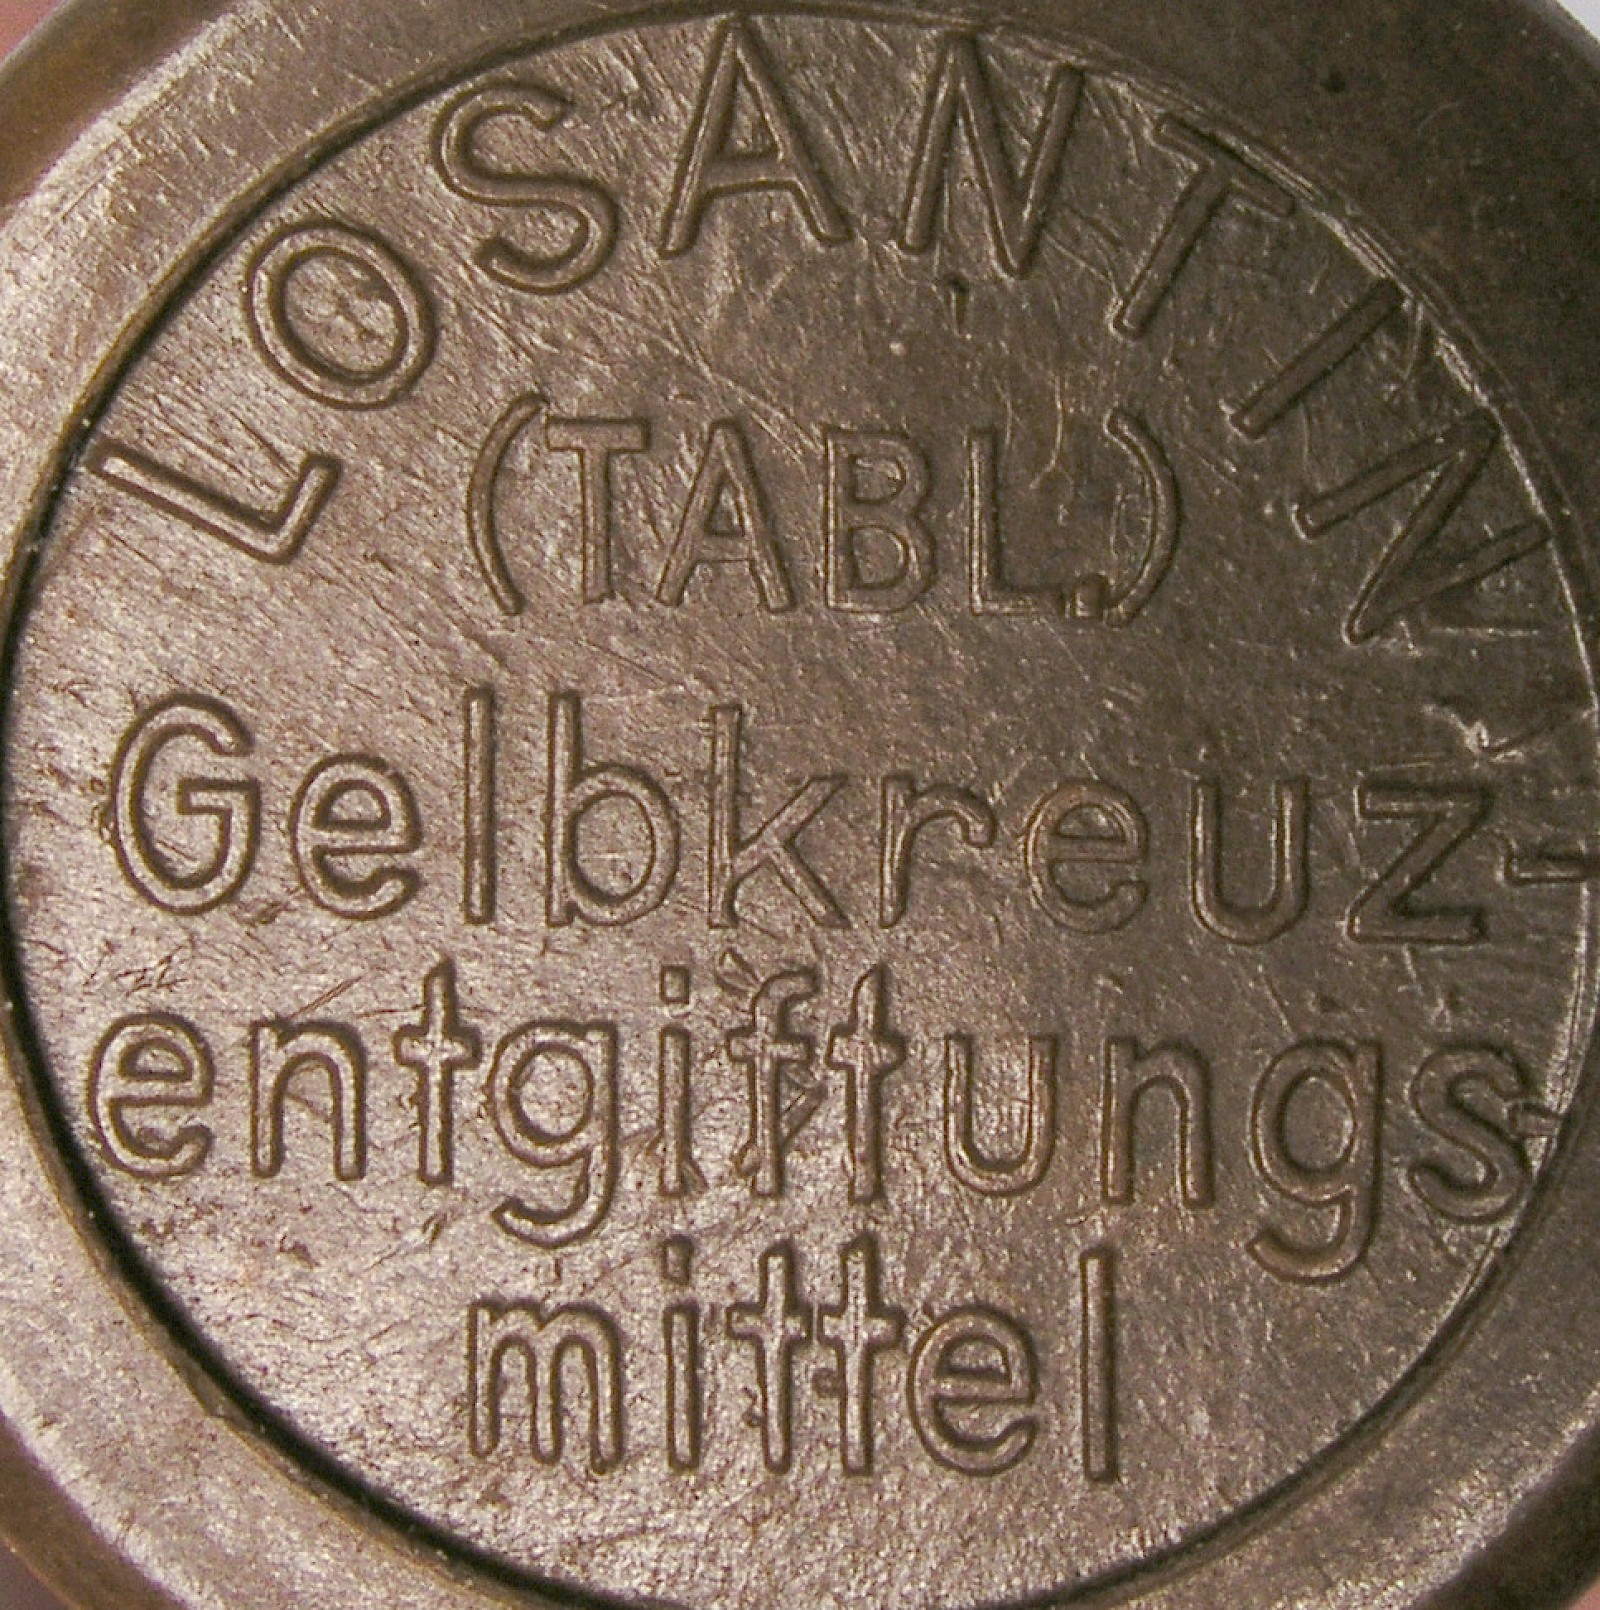 LOSANTIN
(TABL.)
Gelbkreuz-
entgiftungs-
mittel